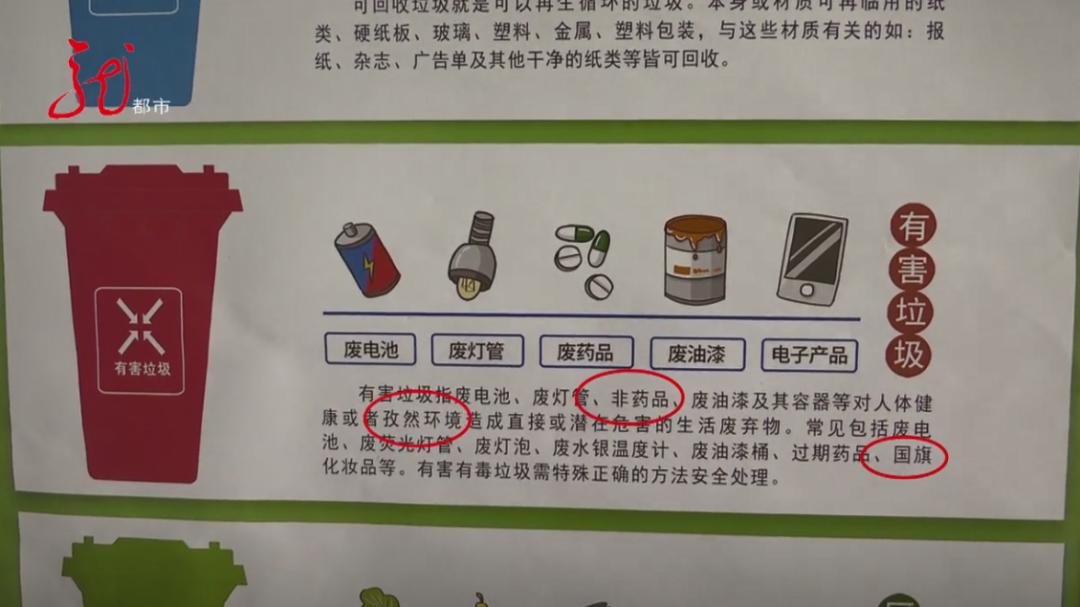 可回收垃圾就是可以再生循环的垃圾。本身或材质可再临用的纸
类、硬纸板、玻璃、塑料、金属、塑料包装，与这些材质有关的如：报
纸、杂志、广告单及其他干净的纸类等皆可回收。
都市
有害垃圾
废电池 废灯管 废药品 废油漆 电子产品
有害垃圾
有害垃圾指废电池、废灯管、非药品、废油漆及其容器等对人体健
康或者孜然环境造成直接或潜在危害的生活废弃物。常见包括废电
池、废荧光灯管、废灯泡、废水银温度计、废油漆桶、过期药品、国旗
化妆品等。有害有毒垃圾需特殊正确的方法安全处理。